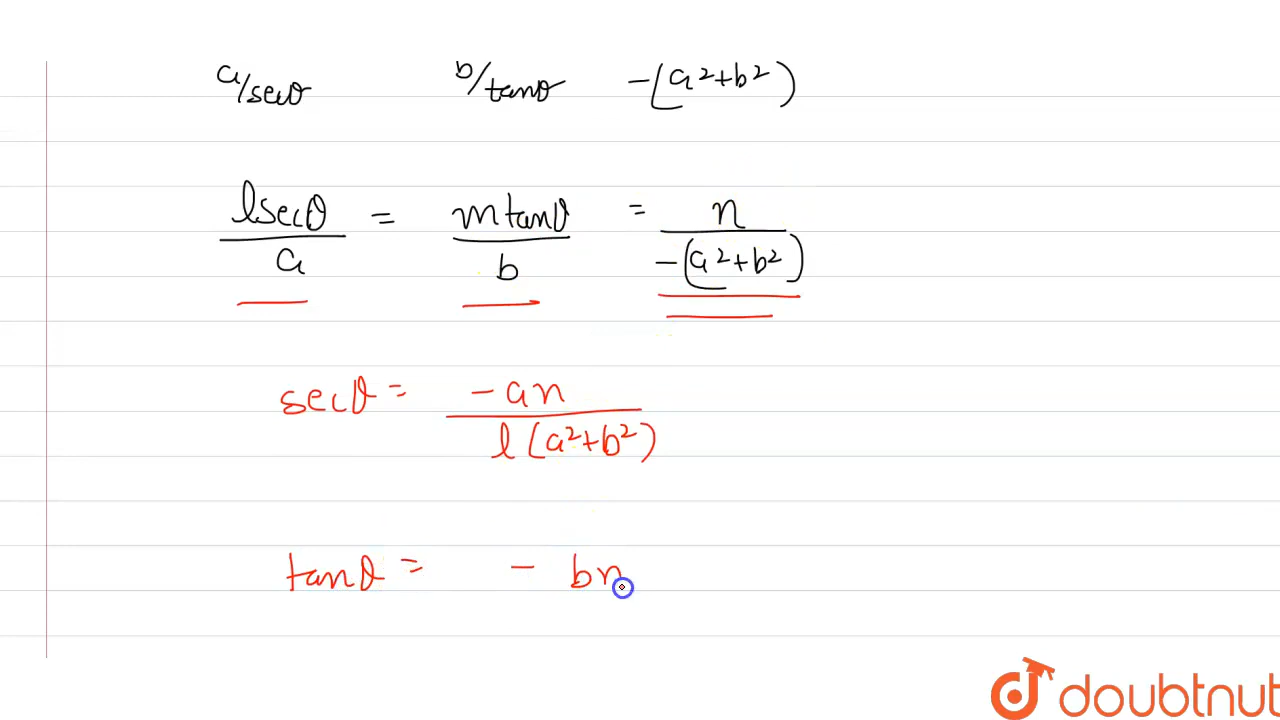 a/secθ b/tanθ -(a²+b²)
lsecθ/a = mtanθ/b = n/-(a²+b²)
secθ = -an/l(a²+b²)
tanθ = - bn
doubtnut